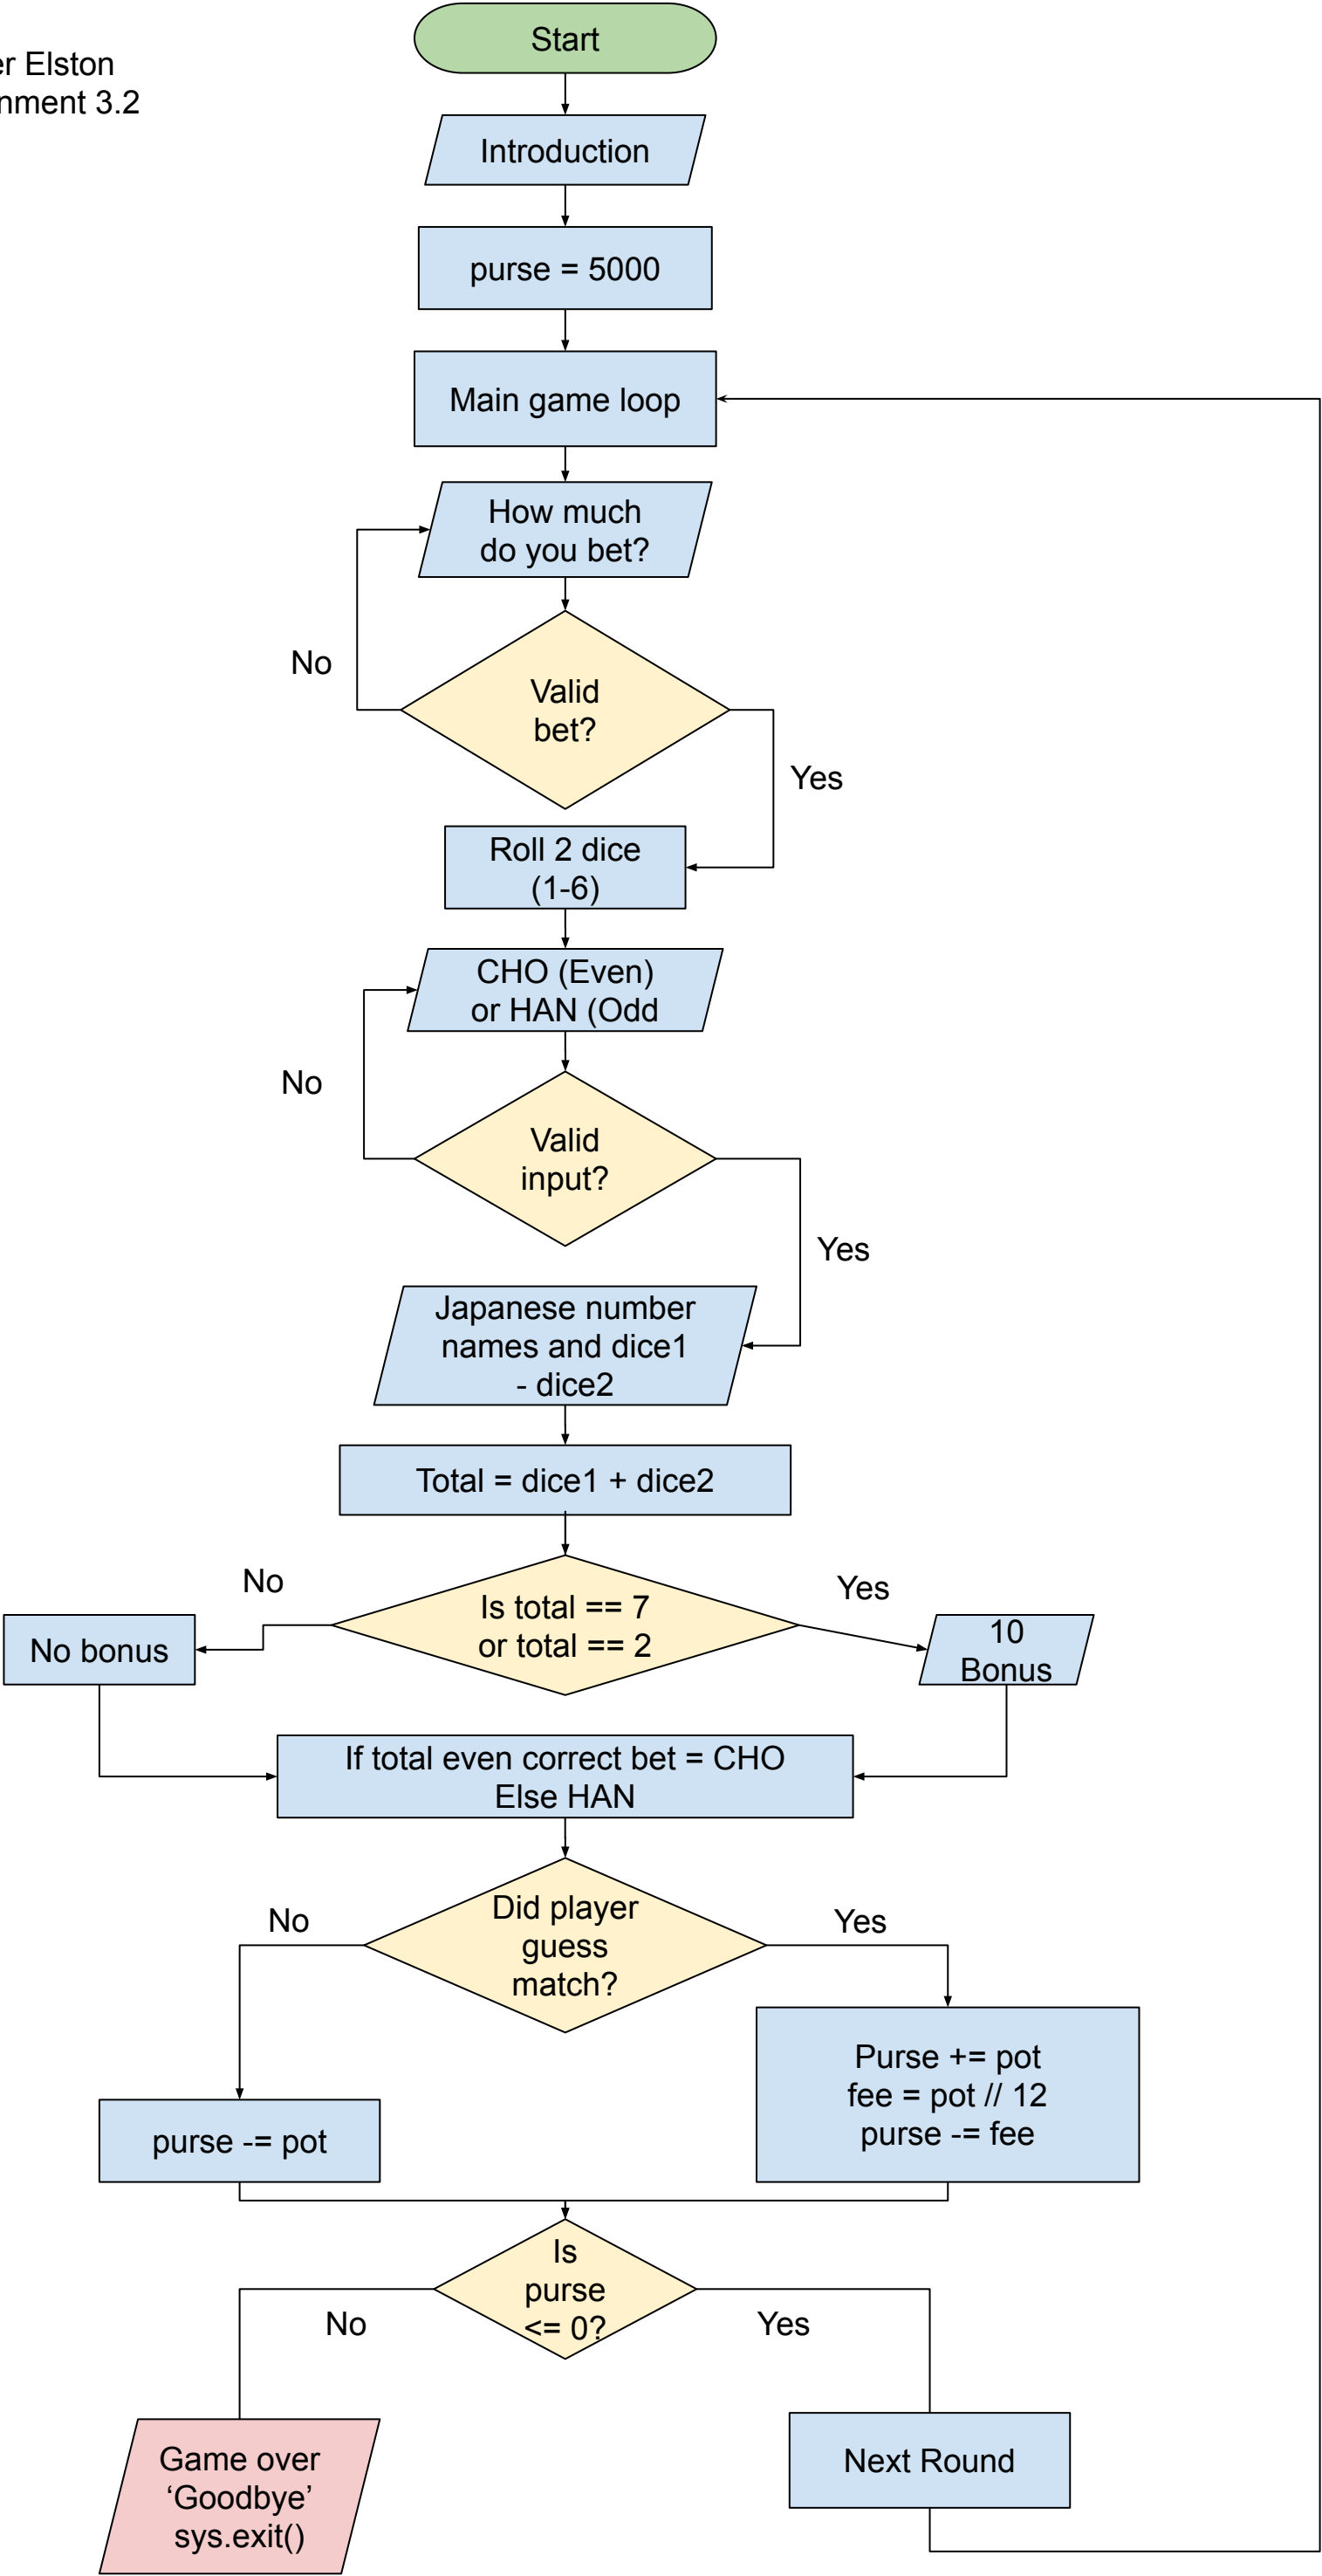 Start
er Elston
nment 3.2
Introduction
purse = 5000
Main game loop
How much
do you bet?
No
Valid
bet?
Yes
Roll 2 dice
(1-6)
CHO (Even)
or HAN (Odd
No
Valid
input?
Yes
Japanese number
names and dice1
- dice2
Total = dice1 + dice2
No
Is total == 7
or total == 2
Yes
No bonus
10
Bonus
If total even correct bet = CHO
Else HAN
No
Did player
guess
match?
Yes
purse -= pot
Purse += pot
fee = pot // 12
purse -= fee
Is
purse
<= 0?
No
Yes
Game over
‘Goodbye’
sys.exit()
Next Round